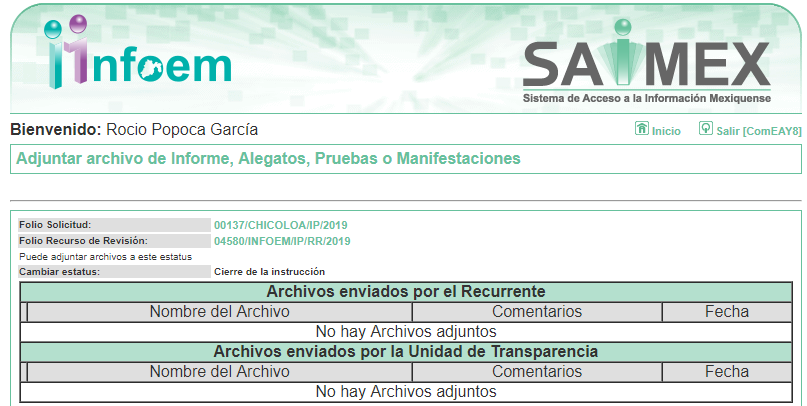 infoem
SAIMEX
Sistema de Acceso a la Información Mexiquense
Bienvenido: Rocio Popoca García
Inicio Salir [ComEAY8]
Adjuntar archivo de Informe, Alegatos, Pruebas o Manifestaciones
Folio Solicitud: 00137/CHICOLOA/IP/2019
Folio Recurso de Revisión: 04580/INFOEM/IP/RR/2019
Puede adjuntar archivos a este estatus
Cambiar estatus: Cierre de la instrucción
Archivos enviados por el Recurrente
Nombre del Archivo Comentarios Fecha
No hay Archivos adjuntos
Archivos enviados por la Unidad de Transparencia
Nombre del Archivo Comentarios Fecha
No hay Archivos adjuntos